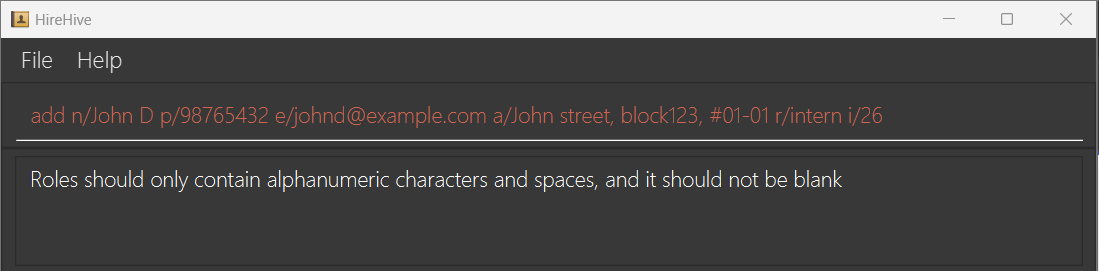 HireHive
File Help
add n/John D p/98765432 e/johnd@example.com a/John street, block123, #01-01 r/intern i/26
Roles should only contain alphanumeric characters and spaces, and it should not be blank